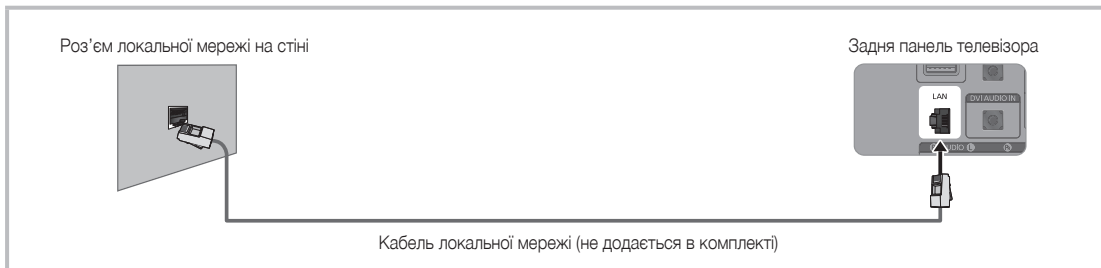 Роз’єм локальної мережі на стіні
Задня панель телевізора
LAN
DVI AUDIO IN
AUDIO
Кабель локальної мережі (не додається в комплекті)